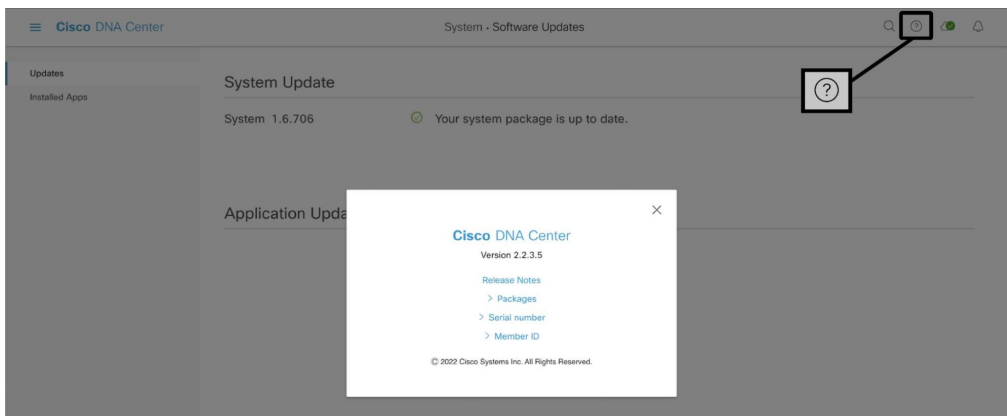 Cisco DNA Center
System · Software Updates
?
Updates
Installed Apps
System Update
?
System 1.6.706
Your system package is up to date.
Application Upda
Cisco DNA Center
Version 2.2.3.5
Release Notes
> Packages
> Serial number
> Member ID
© 2022 Cisco Systems Inc. All Rights Reserved.